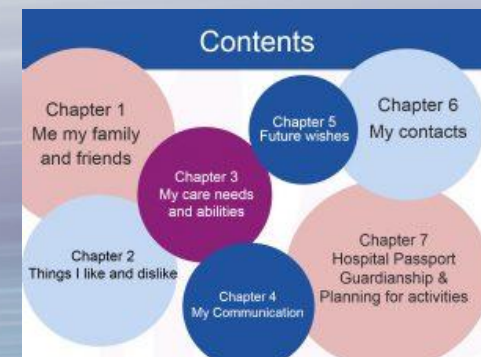 Contents
Chapter 1
Me my family
and friends
Chapter 2
Things I like and dislike
Chapter 3
My care needs
and abilities
Chapter 4
My Communication
Chapter 5
Future wishes
Chapter 6
My contacts
Chapter 7
Hospital Passport
Guardianship &
Planning for activities